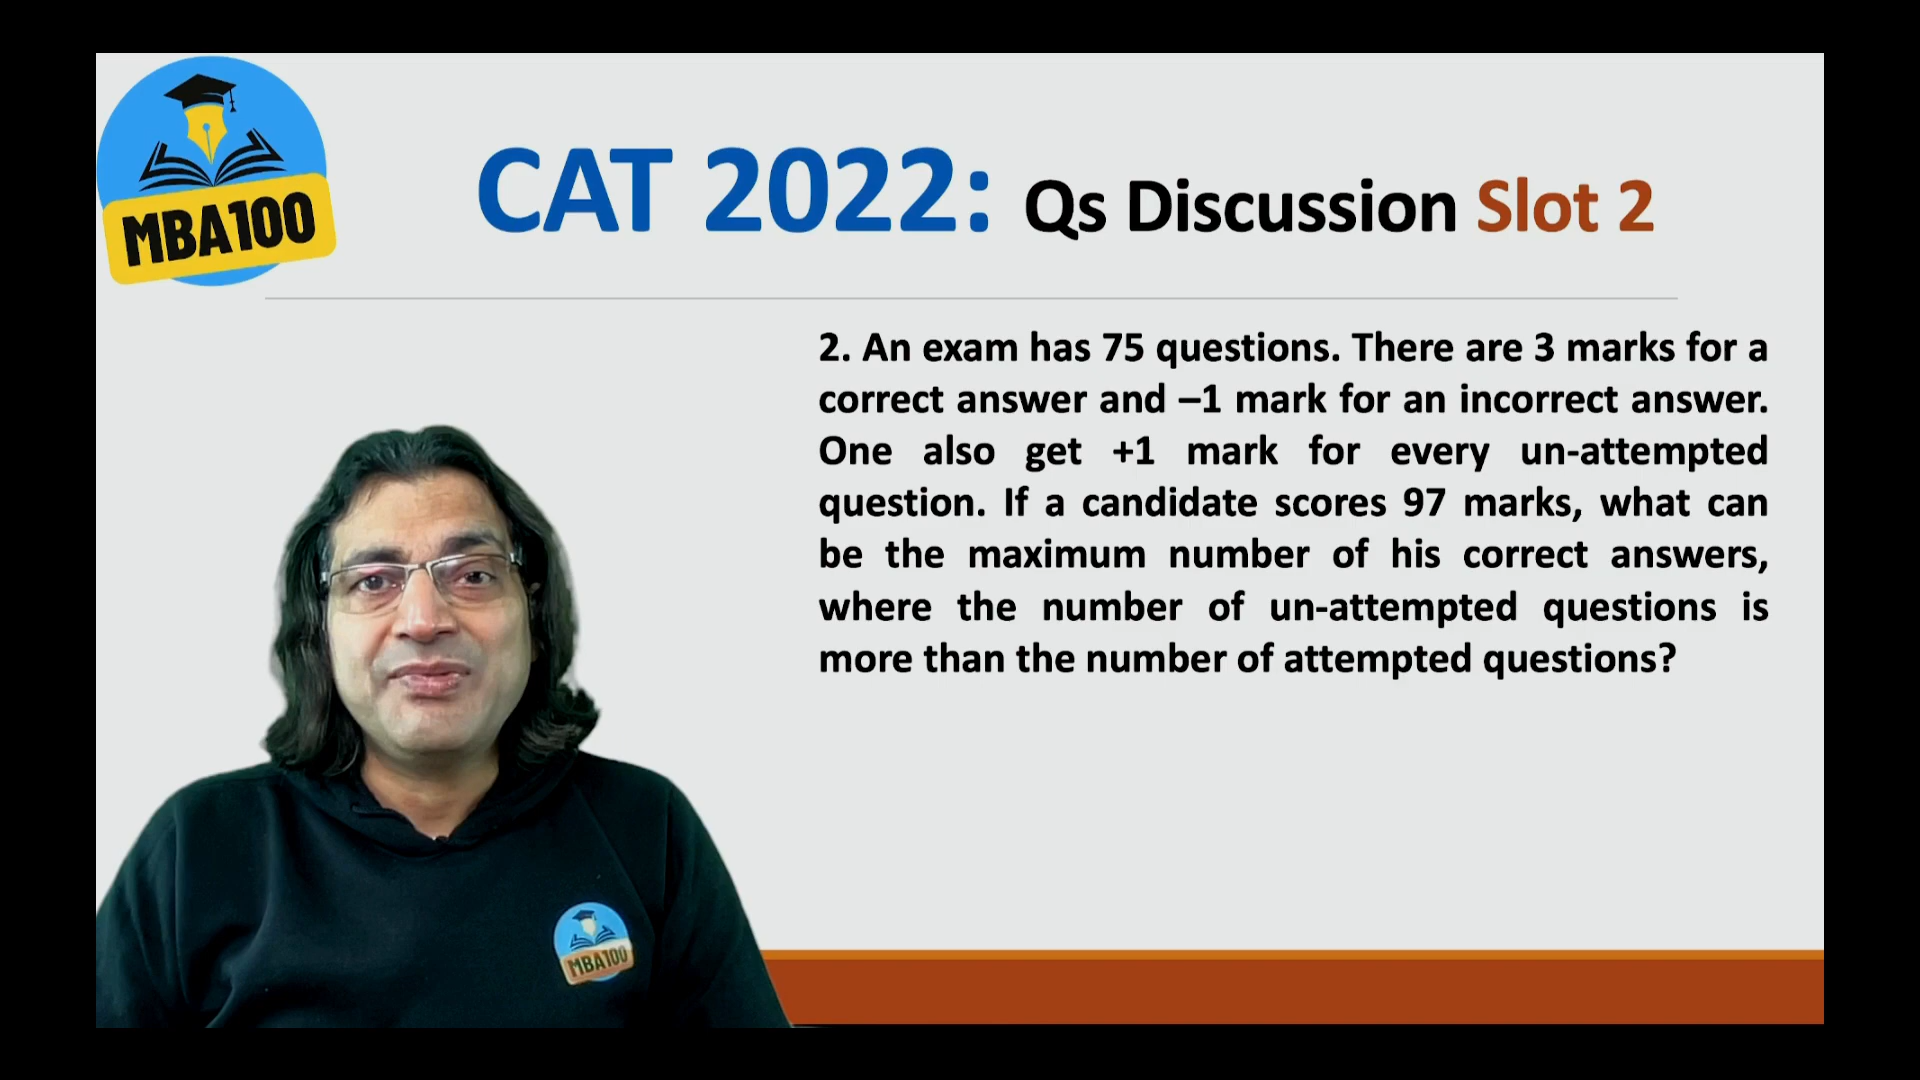 MBA100
CAT 2022: Qs Discussion Slot 2
2. An exam has 75 questions. There are 3 marks for a
correct answer and –1 mark for an incorrect answer.
One also get +1 mark for every un-attempted
question. If a candidate scores 97 marks, what can
be the maximum number of his correct answers,
where the number of un-attempted questions is
more than the number of attempted questions?
MBA100